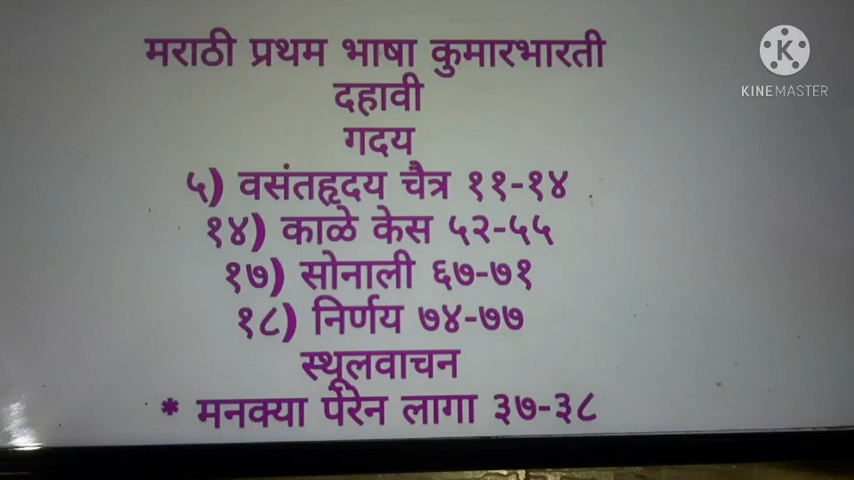 मराठी प्रथम भाषा कुमारभारती
दहावी
गदय
५) वसंतहृदय चैत्र ११-१४
१४) काळे केस ५२-५५
१७) सोनाली ६७-७१
१८) निर्णय ७४-७७
स्थूलवाचन
* मनक्या पेरेन लागा ३७-३८
K
KINEMASTER